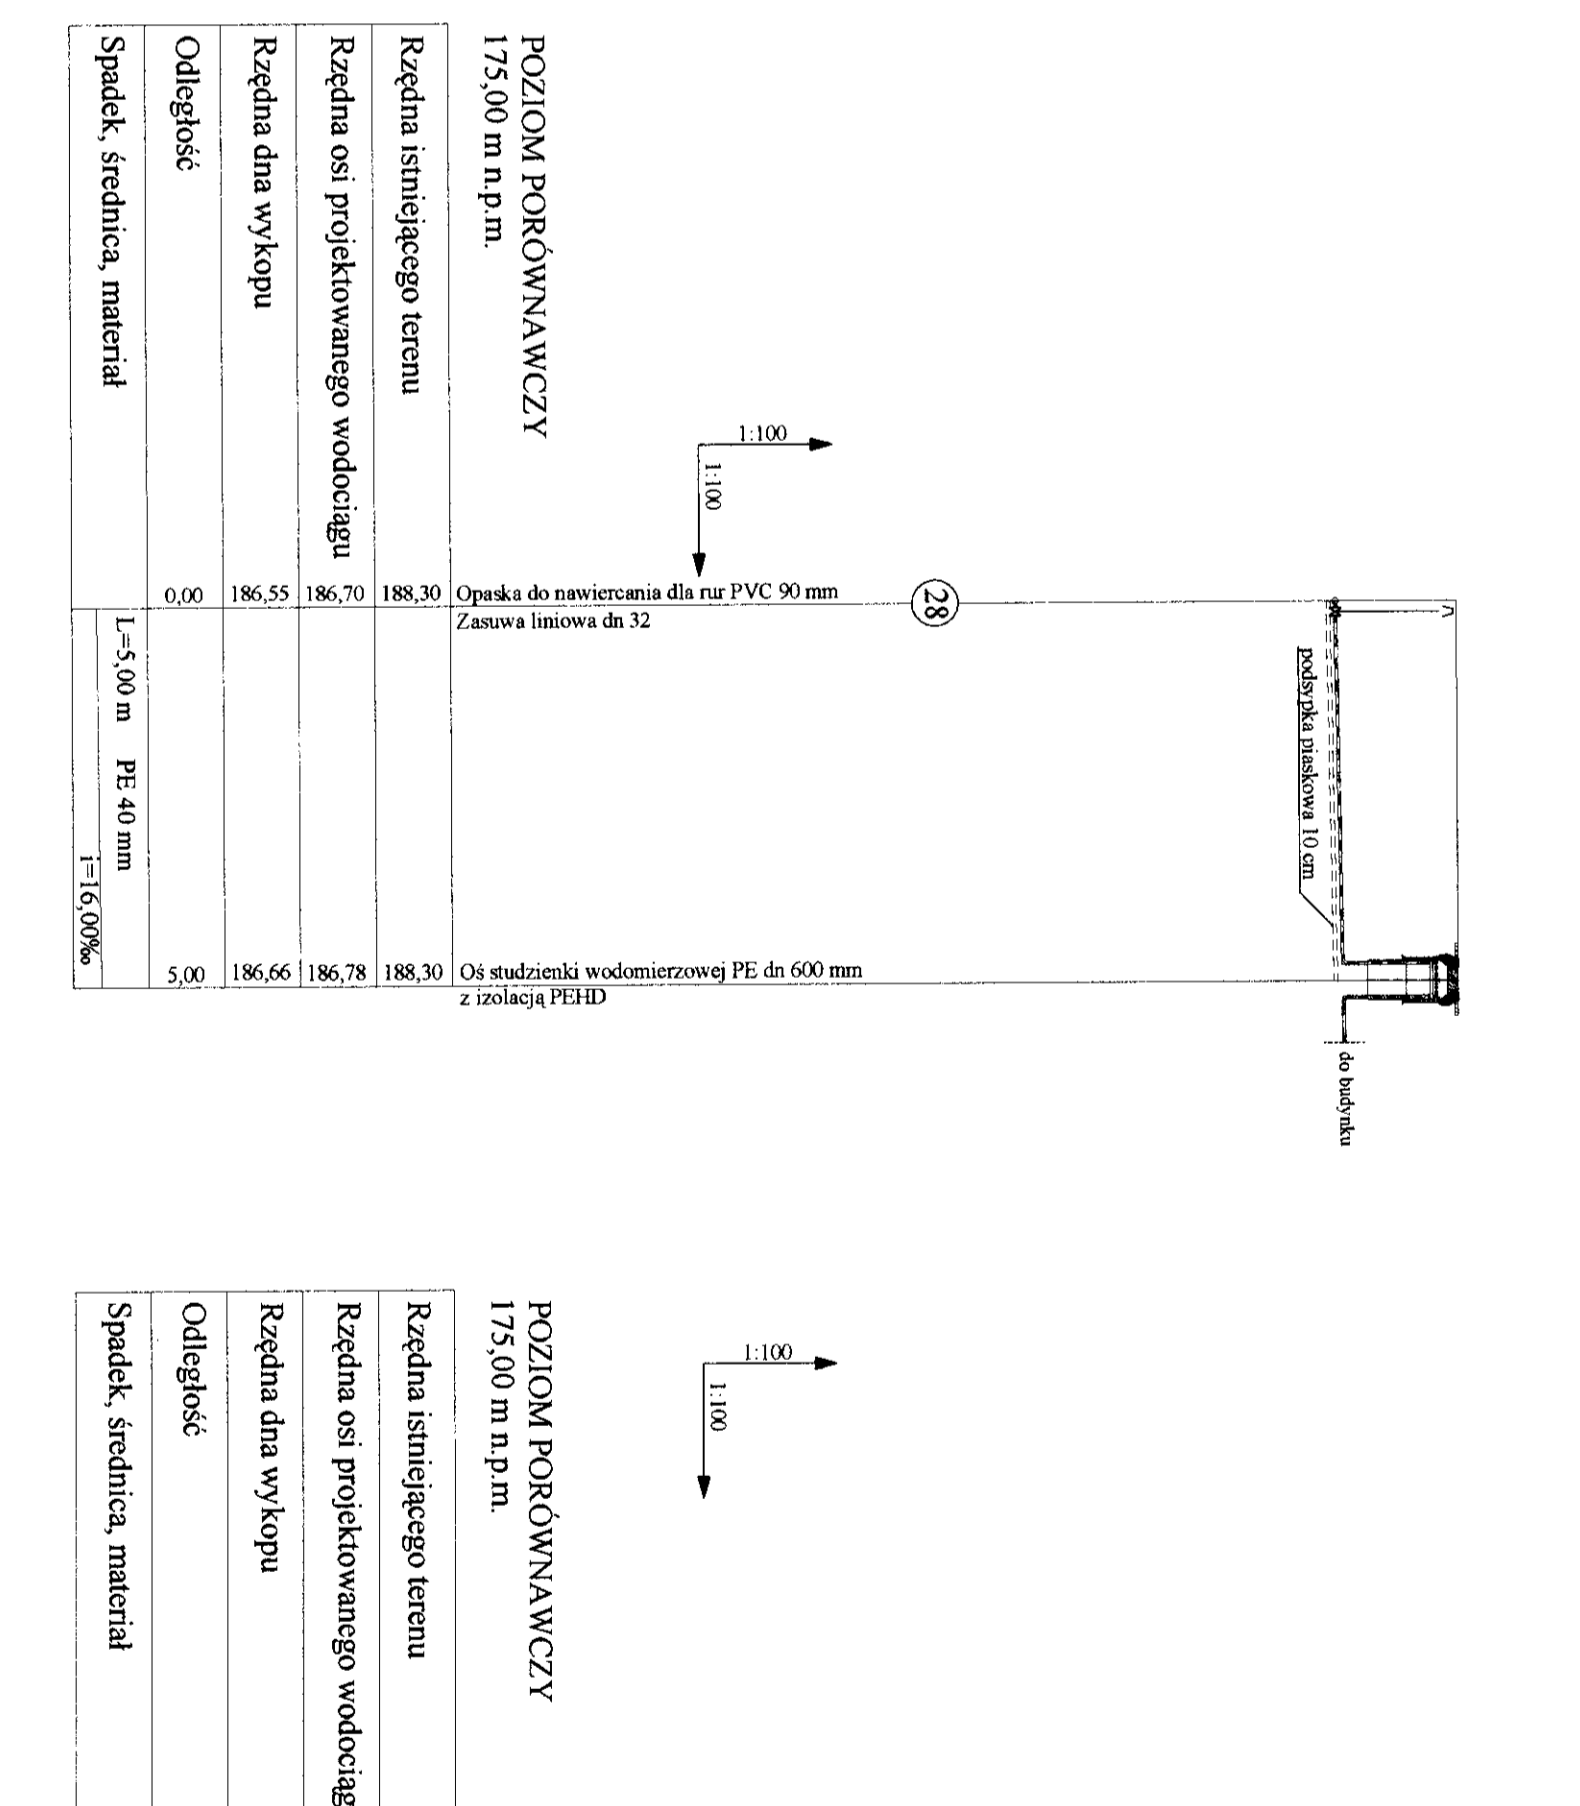 1:100
1:100
28
podsypka piaskowa 10 cm
do budynku
POZIOM PORÓWNAWCZY
175,00 m n.p.m.
Opaska do nawiercania dla rur PVC 90 mm
Zasuwa liniowa dn 32
Oś studzienki wodomierzowej PE dn 600 mm
z izolacją PEHD
Rzędna istniejącego terenu 188,30 188,30
Rzędna osi projektowanego wodociągu 186,70 186,78
Rzędna dna wykopu 186,55 186,66
Odległość 0,00 5,00
Spadek, średnica, materiał L=5,00 m PE 40 mm
i=16,00‰
1:100
1:100
POZIOM PORÓWNAWCZY
175,00 m n.p.m.
Rzędna istniejącego terenu
Rzędna osi projektowanego wodociąg
Rzędna dna wykopu
Odległość
Spadek, średnica, materiał